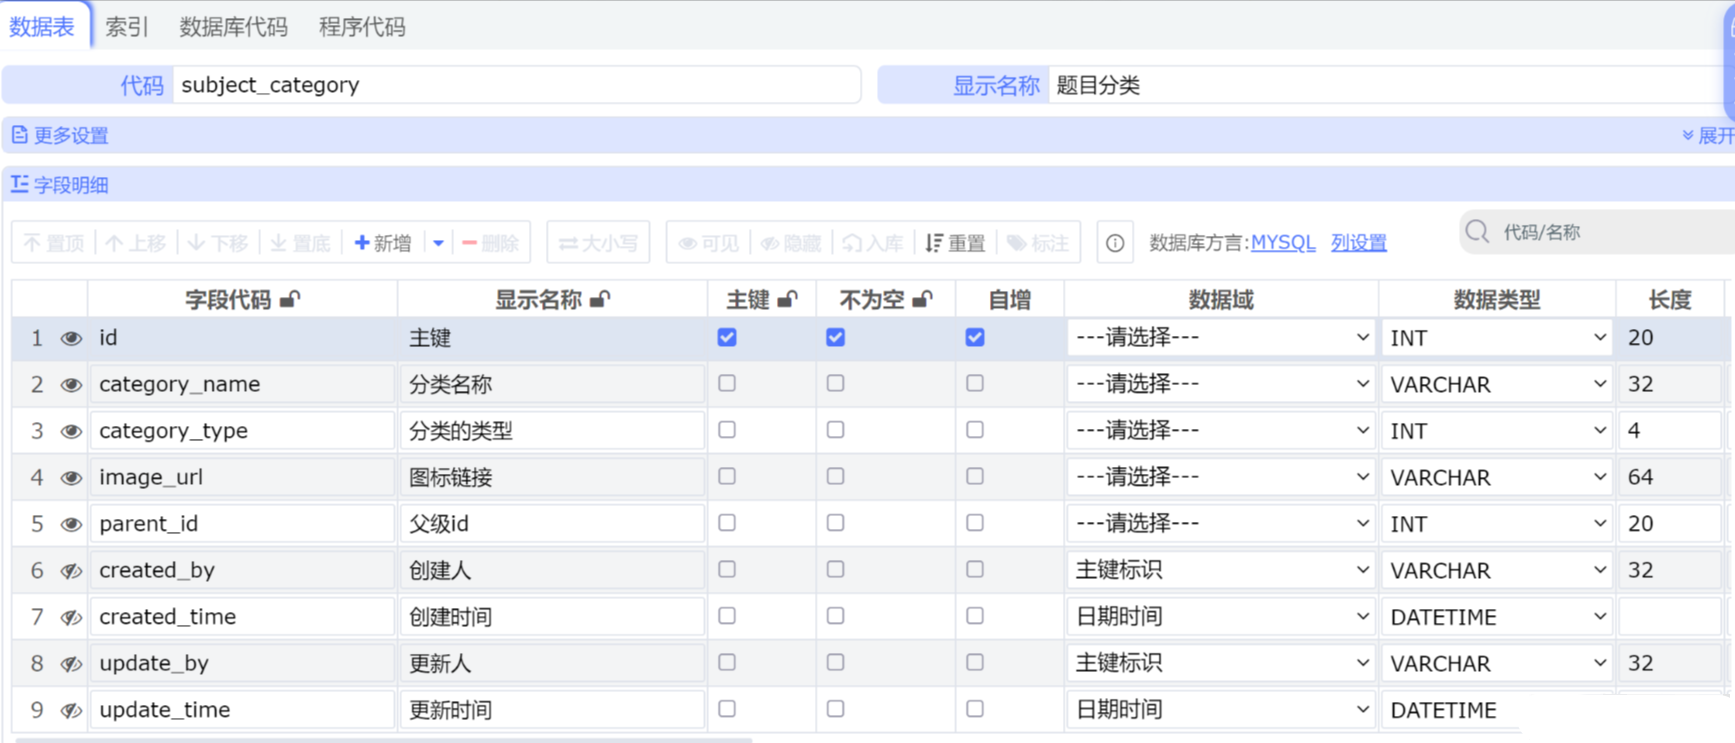 数据表 索引 数据库代码 程序代码
代码 subject_category 显示名称 题目分类
更多设置 展开
字段明细
置顶 上移 下移 置底 新增 删除 大小写 可见 隐藏 入库 重置 标注 数据库方言:MYSQL 列设置 代码/名称
字段代码 显示名称 主键 不为空 自增 数据域 数据类型 长度
1 id 主键 ---请选择--- INT 20
2 category_name 分类名称 ---请选择--- VARCHAR 32
3 category_type 分类的类型 ---请选择--- INT 4
4 image_url 图标链接 ---请选择--- VARCHAR 64
5 parent_id 父级id ---请选择--- INT 20
6 created_by 创建人 主键标识 VARCHAR 32
7 created_time 创建时间 日期时间 DATETIME
8 update_by 更新人 主键标识 VARCHAR 32
9 update_time 更新时间 日期时间 DATETIME